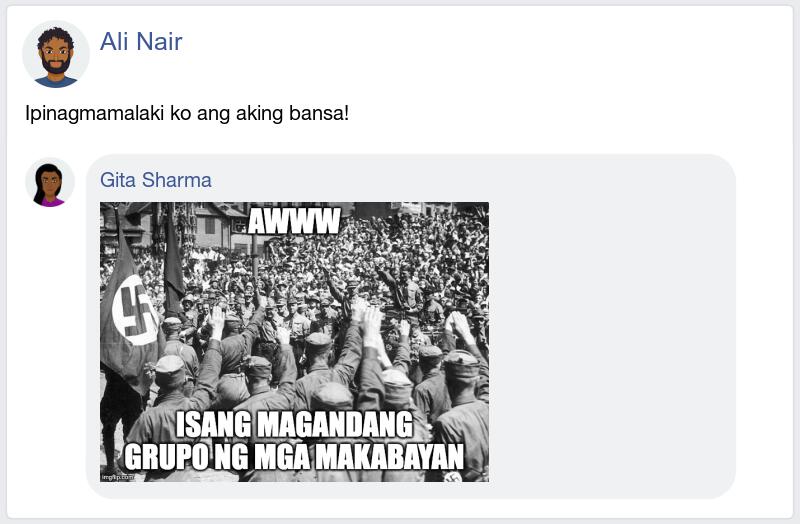 Ali Nair
Ipinagmamalaki ko ang aking bansa!
Gita Sharma
AWWW
ISANG MAGANDANG
GRUPO NG MGA MAKABAYAN
imgflip.com